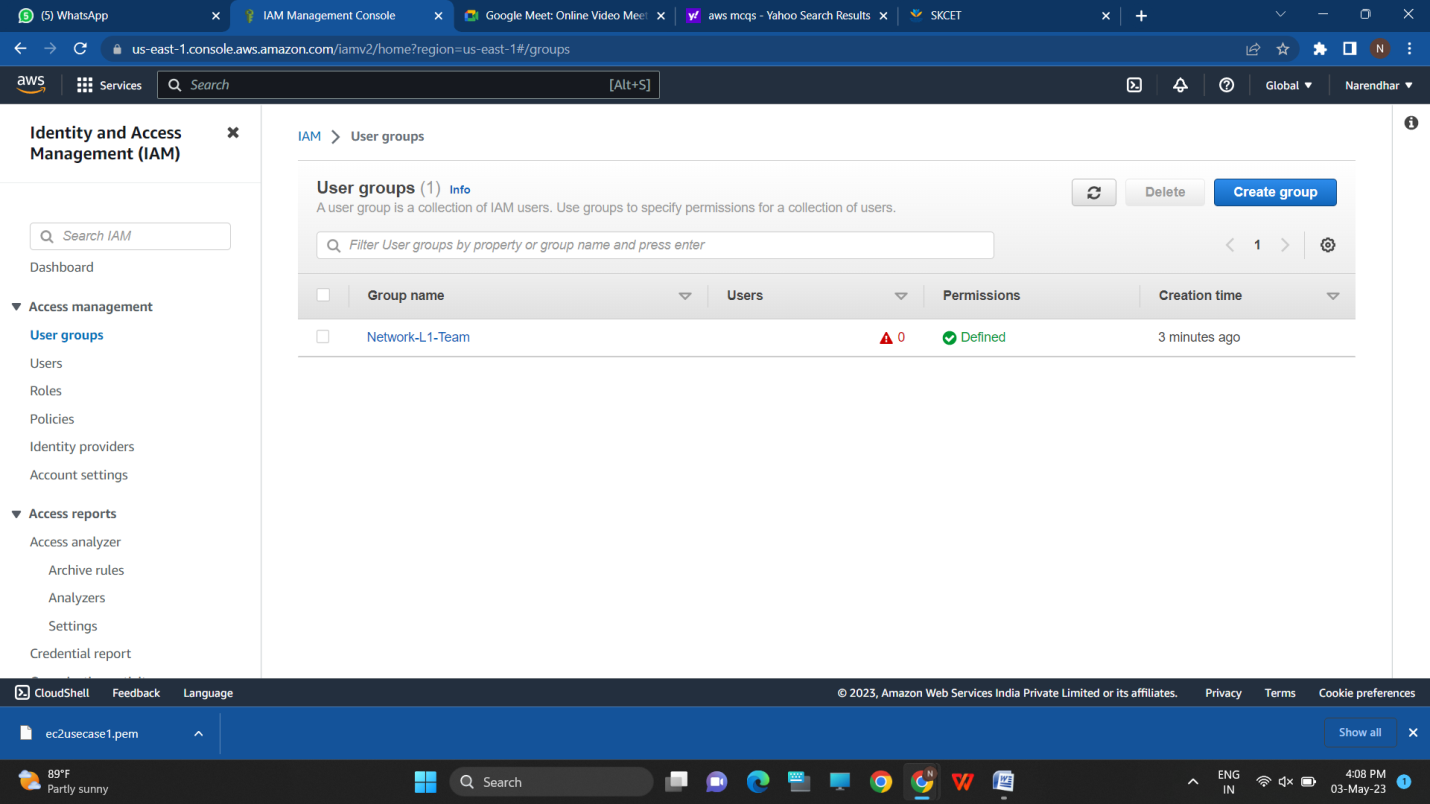 (5) WhatsApp
IAM Management Console
Google Meet: Online Video Meet
aws mcqs - Yahoo Search Results
SKCET
us-east-1.console.aws.amazon.com/iamv2/home?region=us-east-1#/groups
N
aws
Services
Search
[Alt+S]
Global
Narendhar
Identity and Access
Management (IAM)
Search IAM
Dashboard
Access management
User groups
Users
Roles
Policies
Identity providers
Account settings
Access reports
Access analyzer
Archive rules
Analyzers
Settings
Credential report
IAM > User groups
User groups (1) Info
A user group is a collection of IAM users. Use groups to specify permissions for a collection of users.
Delete
Create group
Filter User groups by property or group name and press enter
1
Group name Users Permissions Creation time
Network-L1-Team 0 Defined 3 minutes ago
CloudShell Feedback Language
© 2023, Amazon Web Services India Private Limited or its affiliates. Privacy Terms Cookie preferences
ec2usecase1.pem
Show all
89°F
Partly sunny
Search
ENG
IN
4:08 PM
03-May-23
1